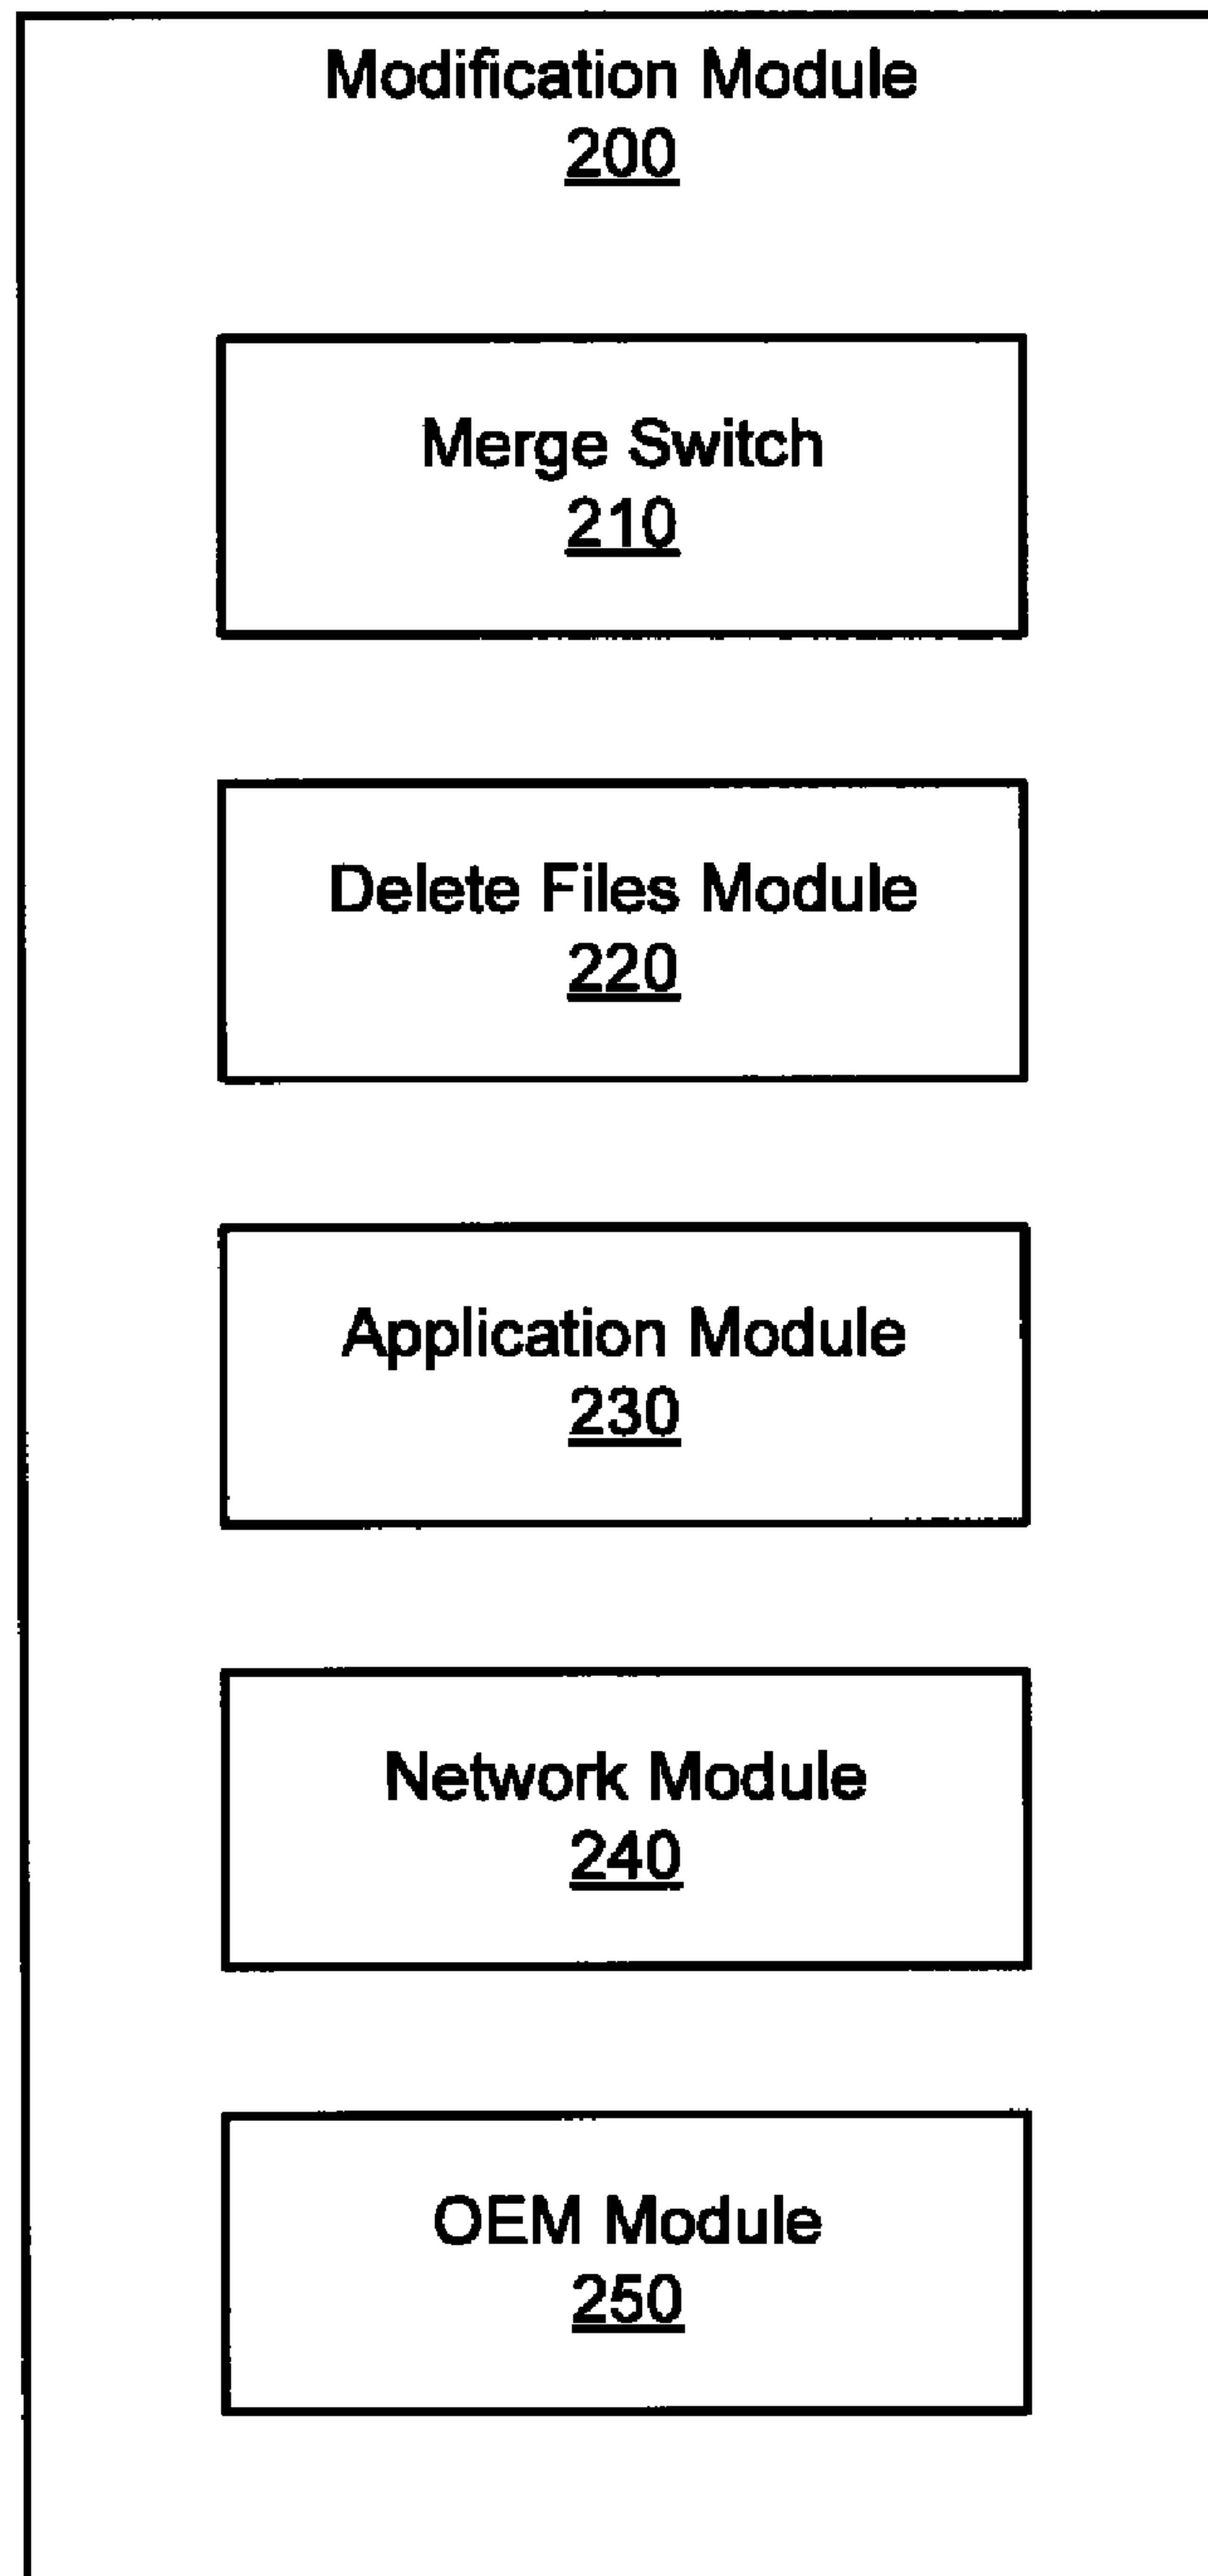 Modification Module
200
Merge Switch
210
Delete Files Module
220
Application Module
230
Network Module
240
OEM Module
250